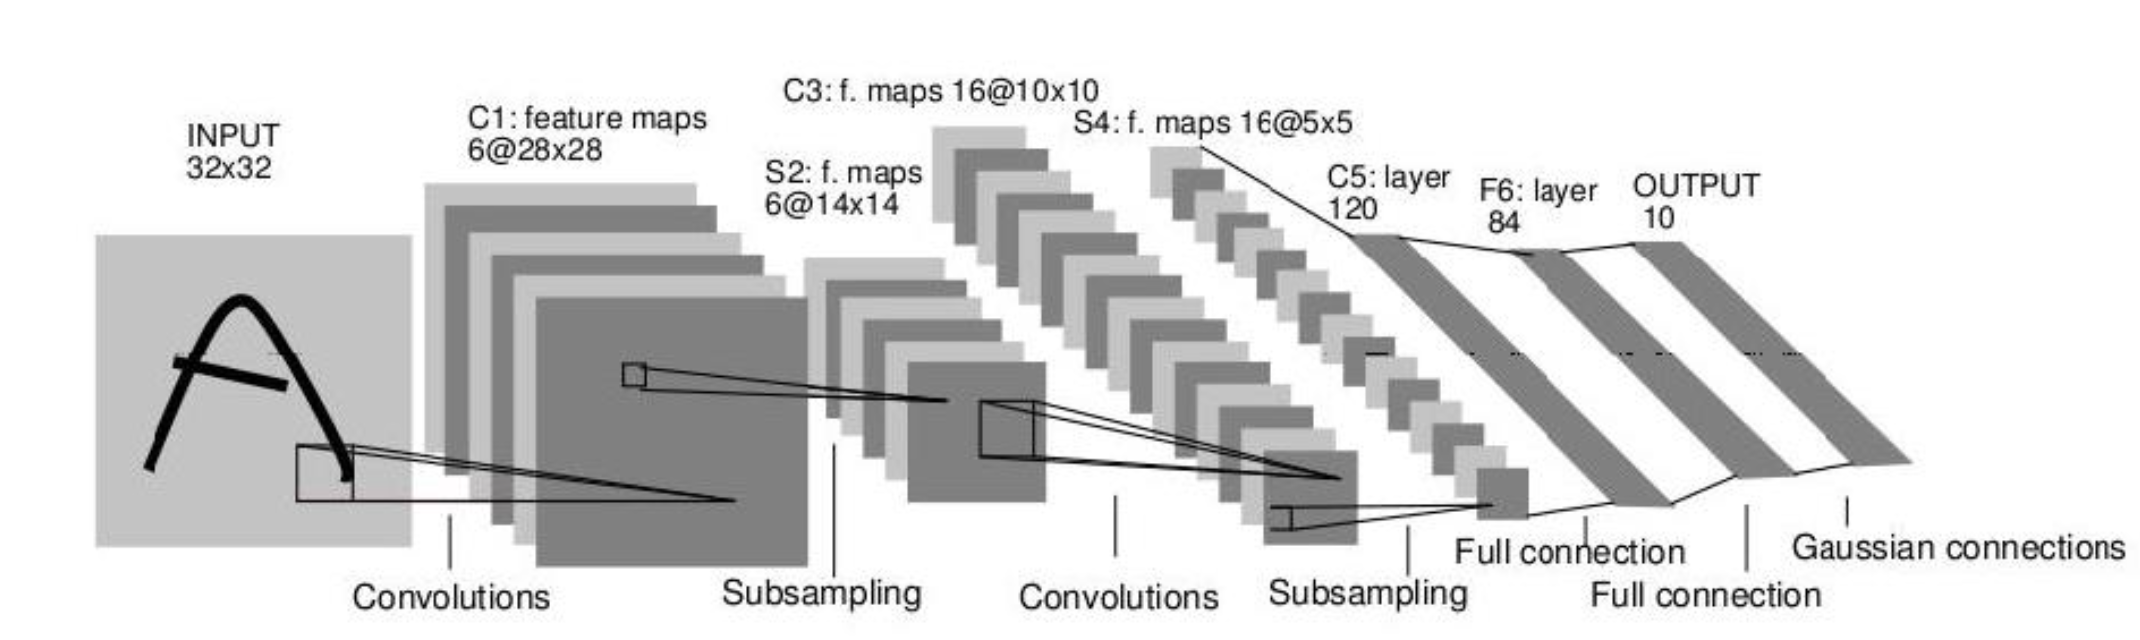 INPUT
32x32
C1: feature maps
6@28x28
S2: f. maps
6@14x14
C3: f. maps 16@10x10
S4: f. maps 16@5x5
C5: layer
120
F6: layer
84
OUTPUT
10
Convolutions
Subsampling
Convolutions
Subsampling
Full connection
Full connection
Gaussian connections